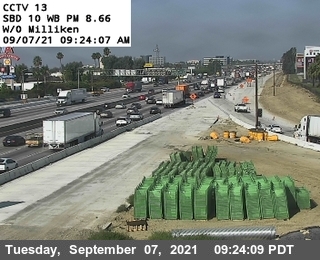 CCTV 13
SBD 10 WB PM 8.66
W/O Milliken
09/07/21 09:24:07 AM
Tuesday, September 07, 2021 09:24:09 PDT